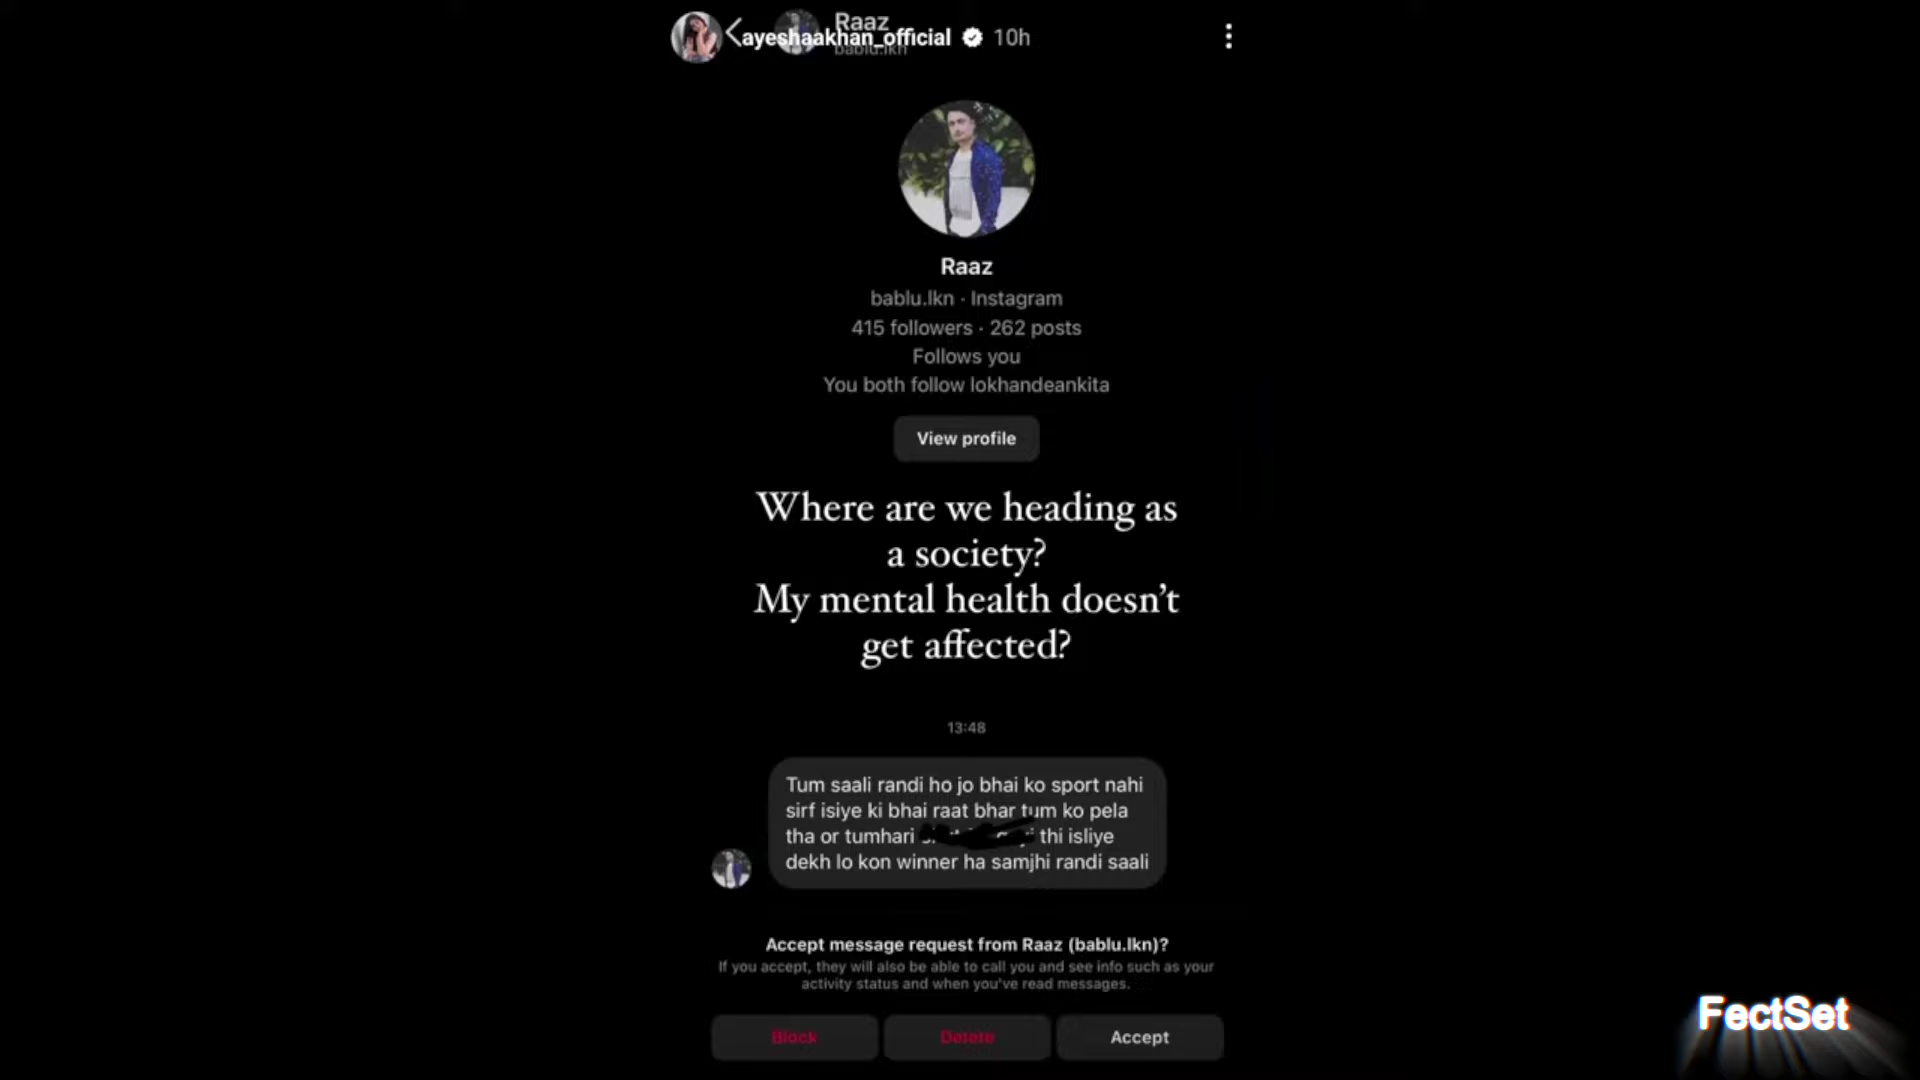 Raaz
ayeshaakhan_official 10h
bablu.lkn
Raaz
bablu.lkn · Instagram
415 followers · 262 posts
Follows you
You both follow lokhandeankita
View profile
Where are we heading as
a society?
My mental health doesn't
get affected?
13:48
Tum saali randi ho jo bhai ko sport nahi
sirf isiye ki bhai raat bhar tum ko pela
tha or tumhari thi isliye
dekh lo kon winner ha samjhi randi saali
Accept message request from Raaz (bablu.lkn)?
If you accept, they will also be able to call you and see info such as your
activity status and when you've read messages.
Block Delete Accept
FectSet